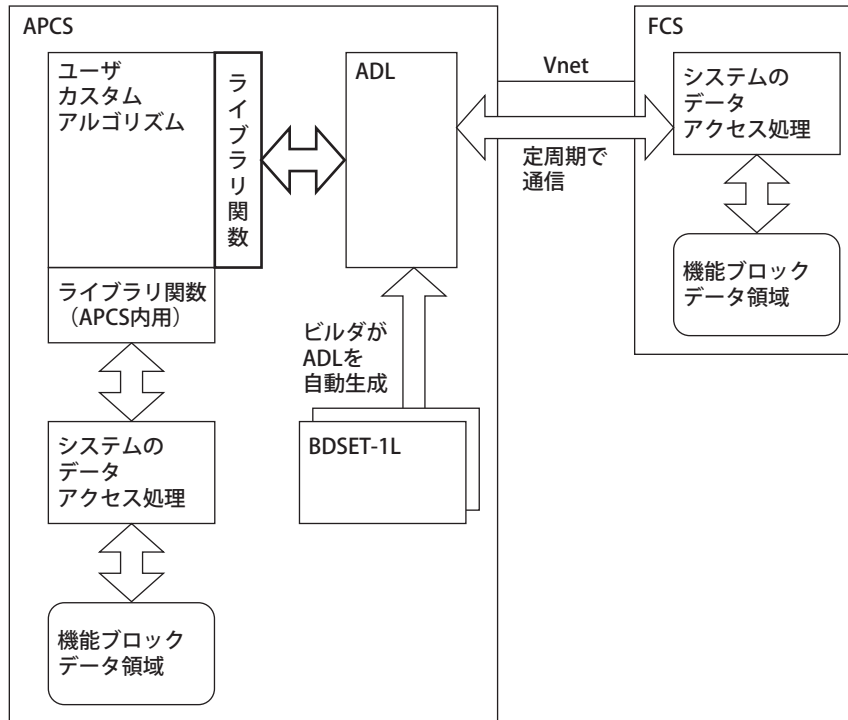 APCS
ユーザ
カスタム
アルゴリズム
ライブラリ関数
ADL
Vnet
定周期で
通信
FCS
システムの
データ
アクセス処理
機能ブロック
データ領域
ライブラリ関数
（APCS内用）
ビルダが
ADLを
自動生成
BDSET-1L
システムの
データ
アクセス処理
機能ブロック
データ領域